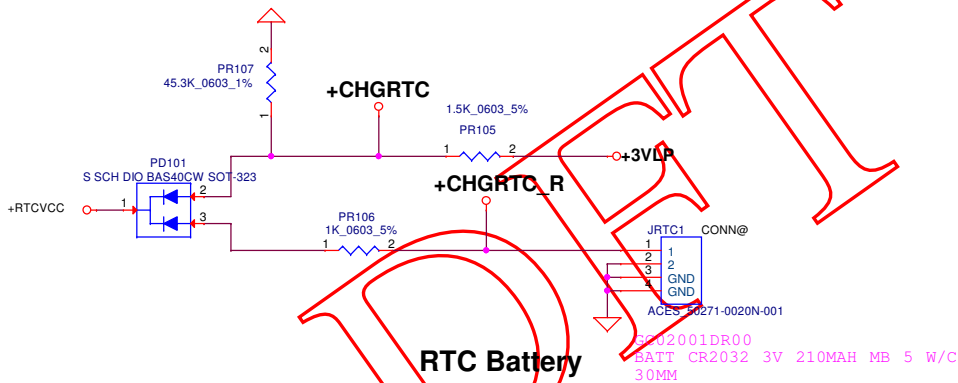 2
PR107
45.3K_0603_1%
1
+CHGRTC
1.5K_0603_5%
PR105
1
2
+3VLP
PD101
S SCH DIO BAS40CW SOT-323
+RTCVCC
1
2
3
+CHGRTC_R
PR106
1K_0603_5%
1
2
JRTC1
CONN@
1
2
3
4
1
2
GND
GND
ACES_50271-0020N-001
RTC Battery
GC02001DR00
BATT CR2032 3V 210MAH MB 5 W/C
30MM